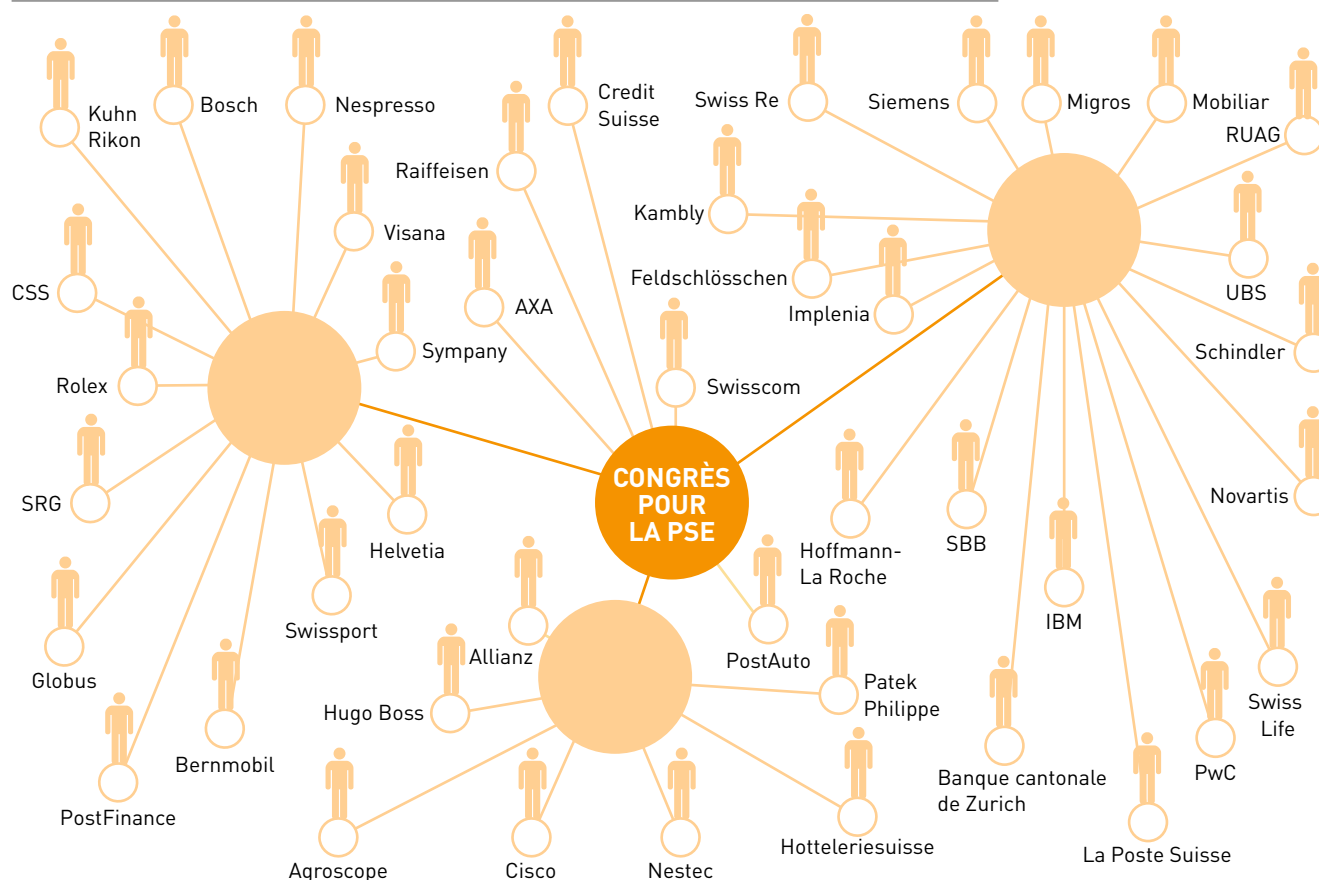 Kuhn
Rikon
Bosch
Nespresso
Credit
Suisse
Swiss Re
Siemens
Migros
Mobiliar
RUAG
Raiffeisen
Visana
Kambly
CSS
AXA
Feldschlösschen
Implenia
UBS
Sympany
Schindler
Rolex
Swisscom
CONGRÈS
POUR
LA PSE
SRG
Helvetia
Hoffmann-
La Roche
SBB
Novartis
Swissport
IBM
Globus
Allianz
PostAuto
Patek
Philippe
Hugo Boss
Swiss
Life
Bernmobil
PostFinance
Banque cantonale
de Zurich
PwC
Hotteleriesuisse
La Poste Suisse
Agroscope
Cisco
Nestec